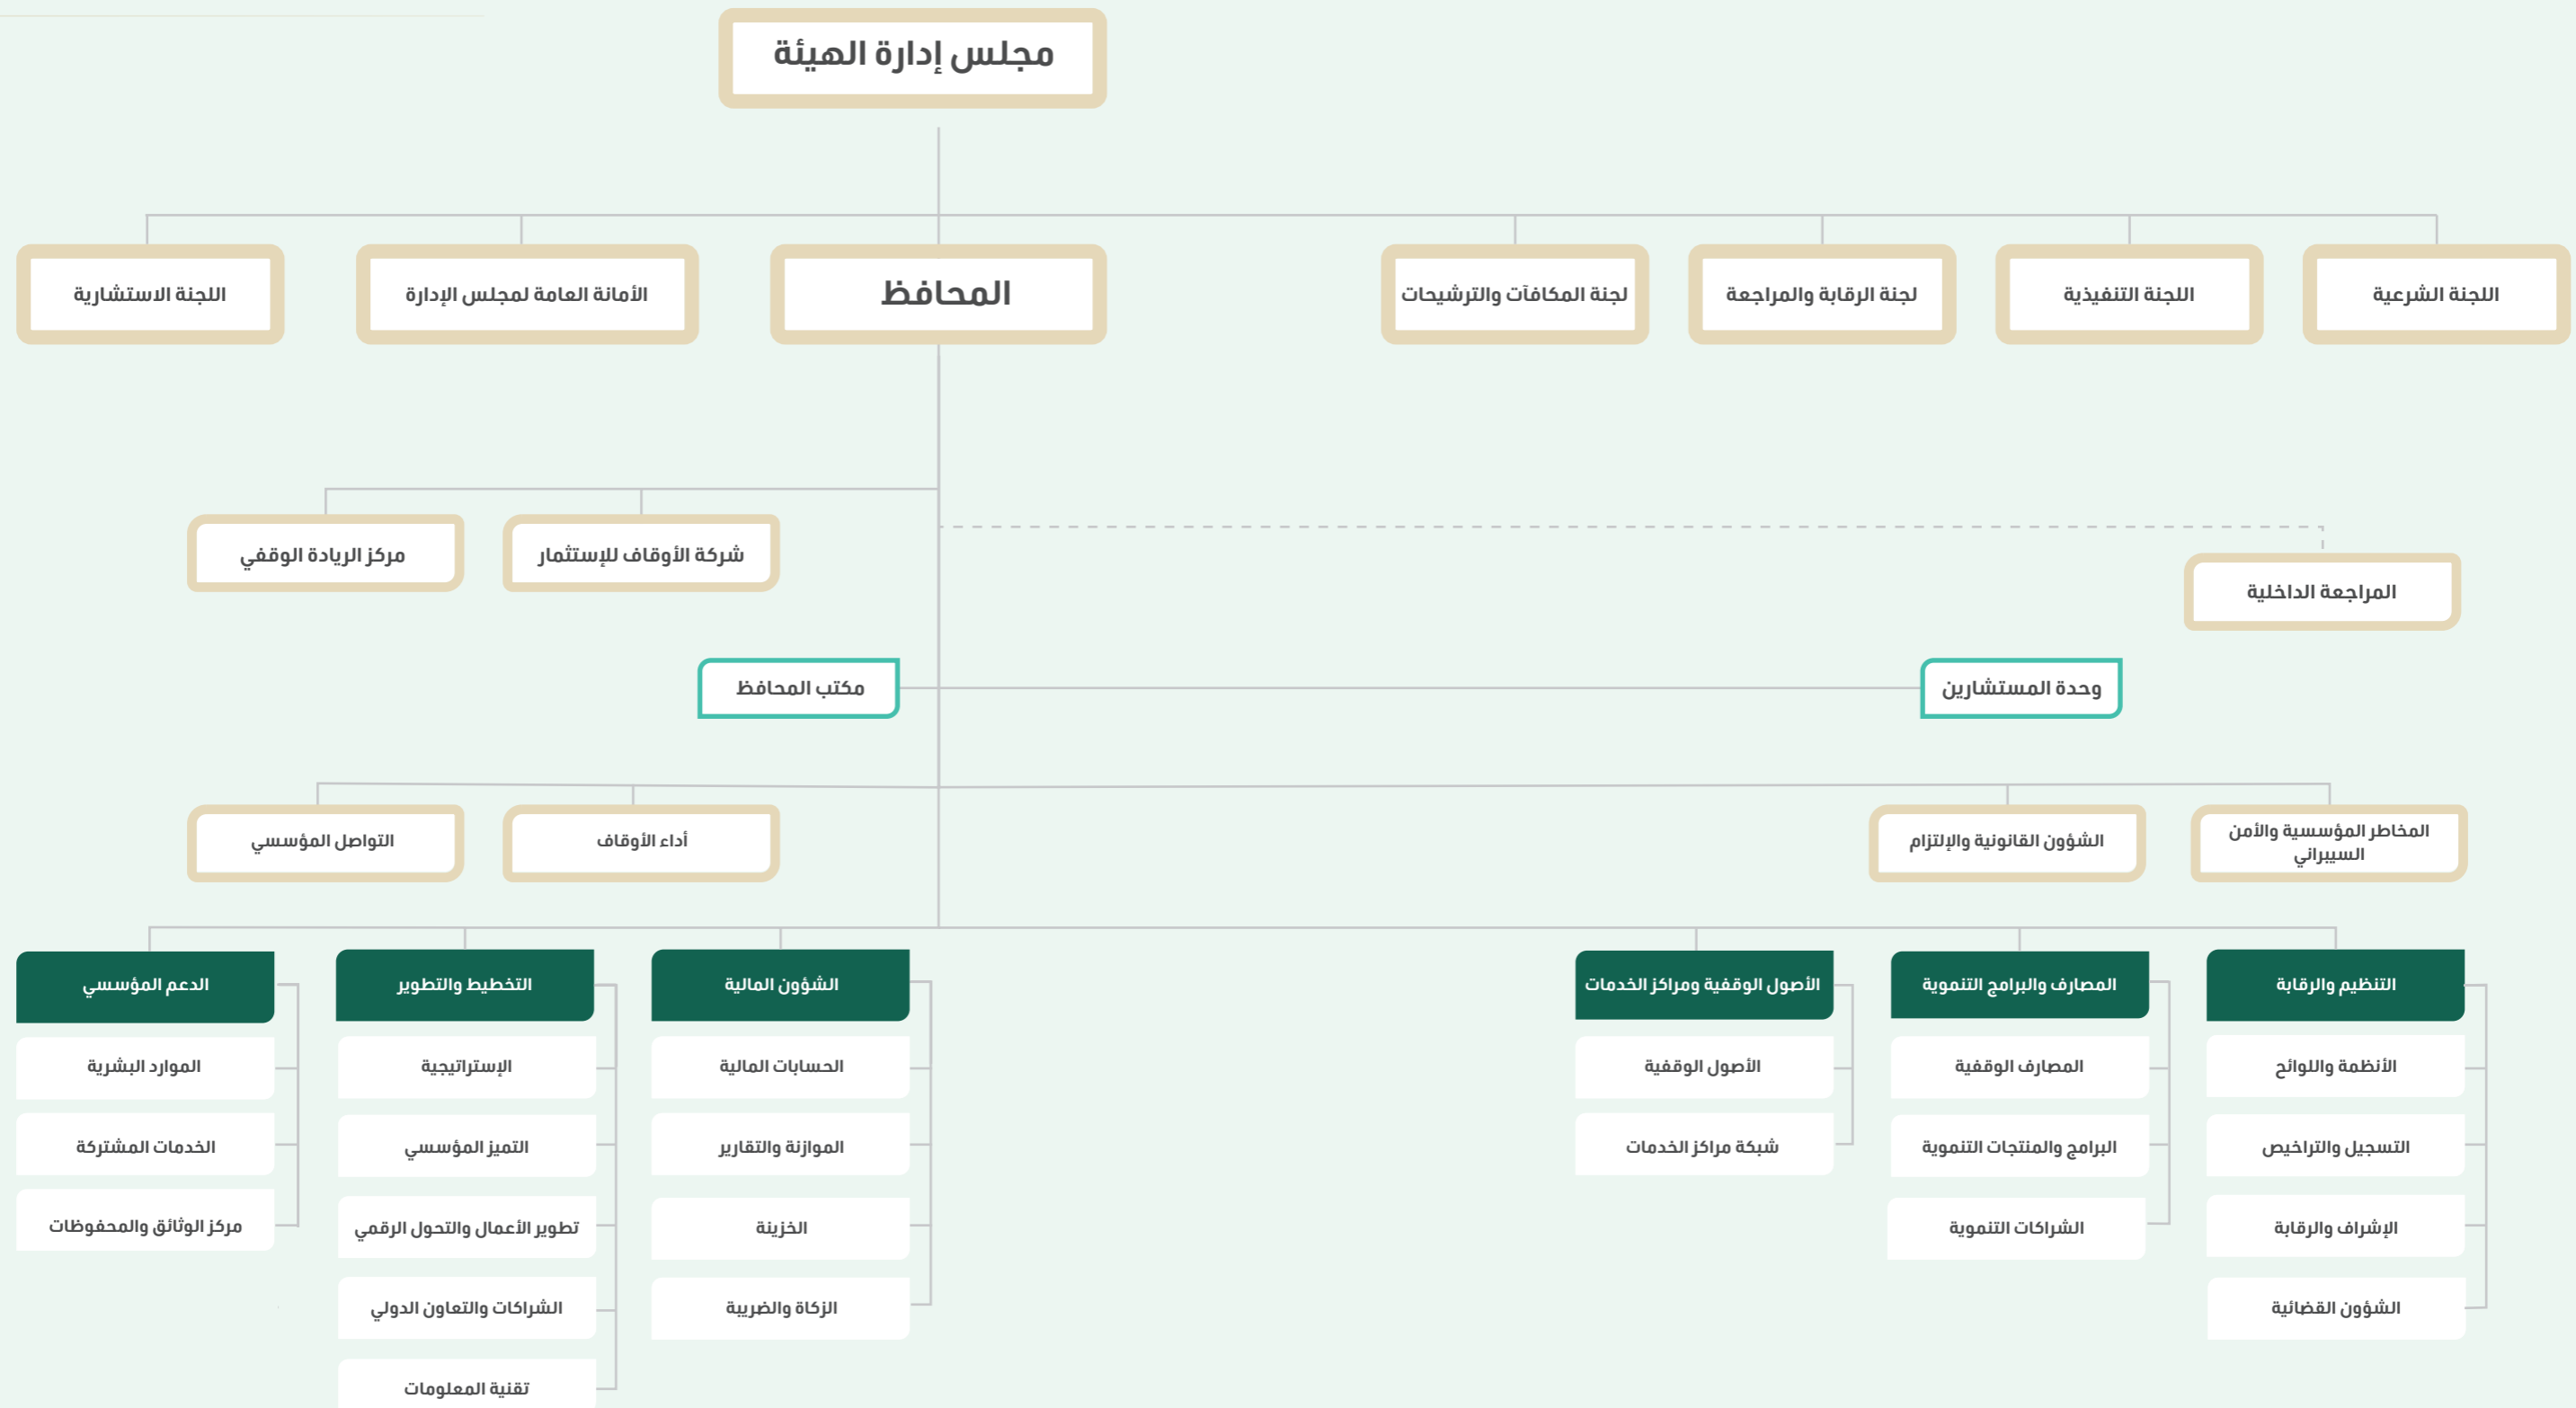 مجلس إدارة الهيئة
اللجنة الشرعية
اللجنة التنفيذية
لجنة الرقابة والمراجعة
لجنة المكافآت والترشيحات
المحافظ
الأمانة العامة لمجلس الإدارة
اللجنة الاستشارية
شركة الأوقاف للإستثمار
مركز الريادة الوقفي
المراجعة الداخلية
وحدة المستشارين
مكتب المحافظ
المخاطر المؤسسية والأمن
السيبراني
الشؤون القانونية والإلتزام
أداء الأوقاف
التواصل المؤسسي
التنظيم والرقابة
الأنظمة واللوائح
التسجيل والتراخيص
الإشراف والرقابة
الشؤون القضائية
المصارف والبرامج التنموية
المصارف الوقفية
البرامج والمنتجات التنموية
الشراكات التنموية
الأصول الوقفية ومراكز الخدمات
الأصول الوقفية
شبكة مراكز الخدمات
الشؤون المالية
الحسابات المالية
الموازنة والتقارير
الخزينة
الزكاة والضريبة
التخطيط والتطوير
الإستراتيجية
التميز المؤسسي
تطوير الأعمال والتحول الرقمي
الشراكات والتعاون الدولي
تقنية المعلومات
الدعم المؤسسي
الموارد البشرية
الخدمات المشتركة
مركز الوثائق والمحفوظات